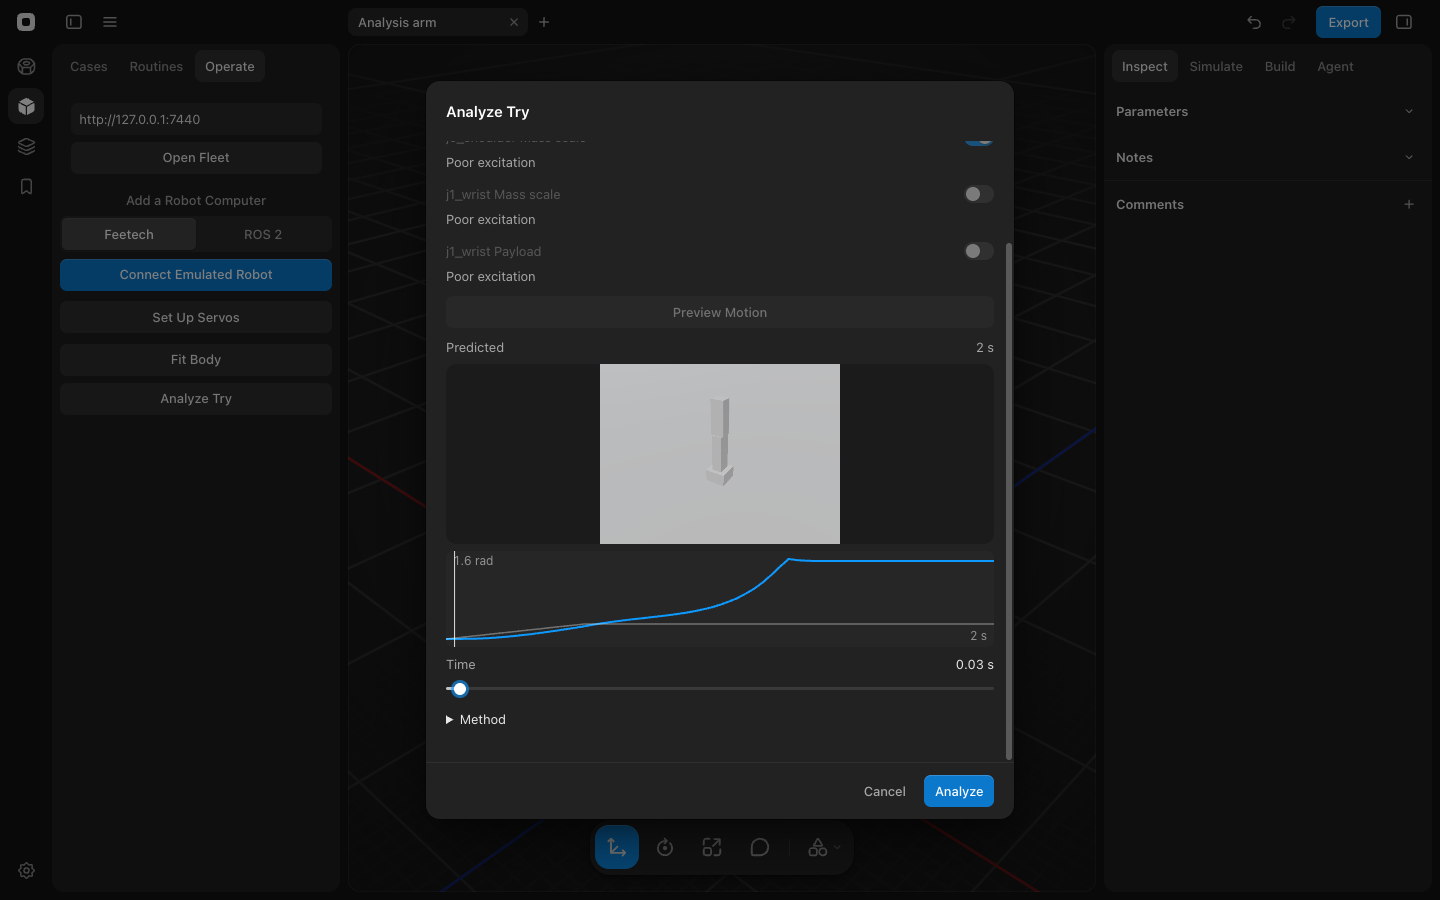 Analysis arm
Export
Cases
Routines
Operate
http://127.0.0.1:7440
Open Fleet
Add a Robot Computer
Feetech
ROS 2
Connect Emulated Robot
Set Up Servos
Fit Body
Analyze Try
Analyze Try
Poor excitation
j1_wrist Mass scale
Poor excitation
j1_wrist Payload
Poor excitation
Preview Motion
Predicted
2 s
1.6 rad
2 s
Time
0.03 s
Method
Cancel
Analyze
Inspect
Simulate
Build
Agent
Parameters
Notes
Comments